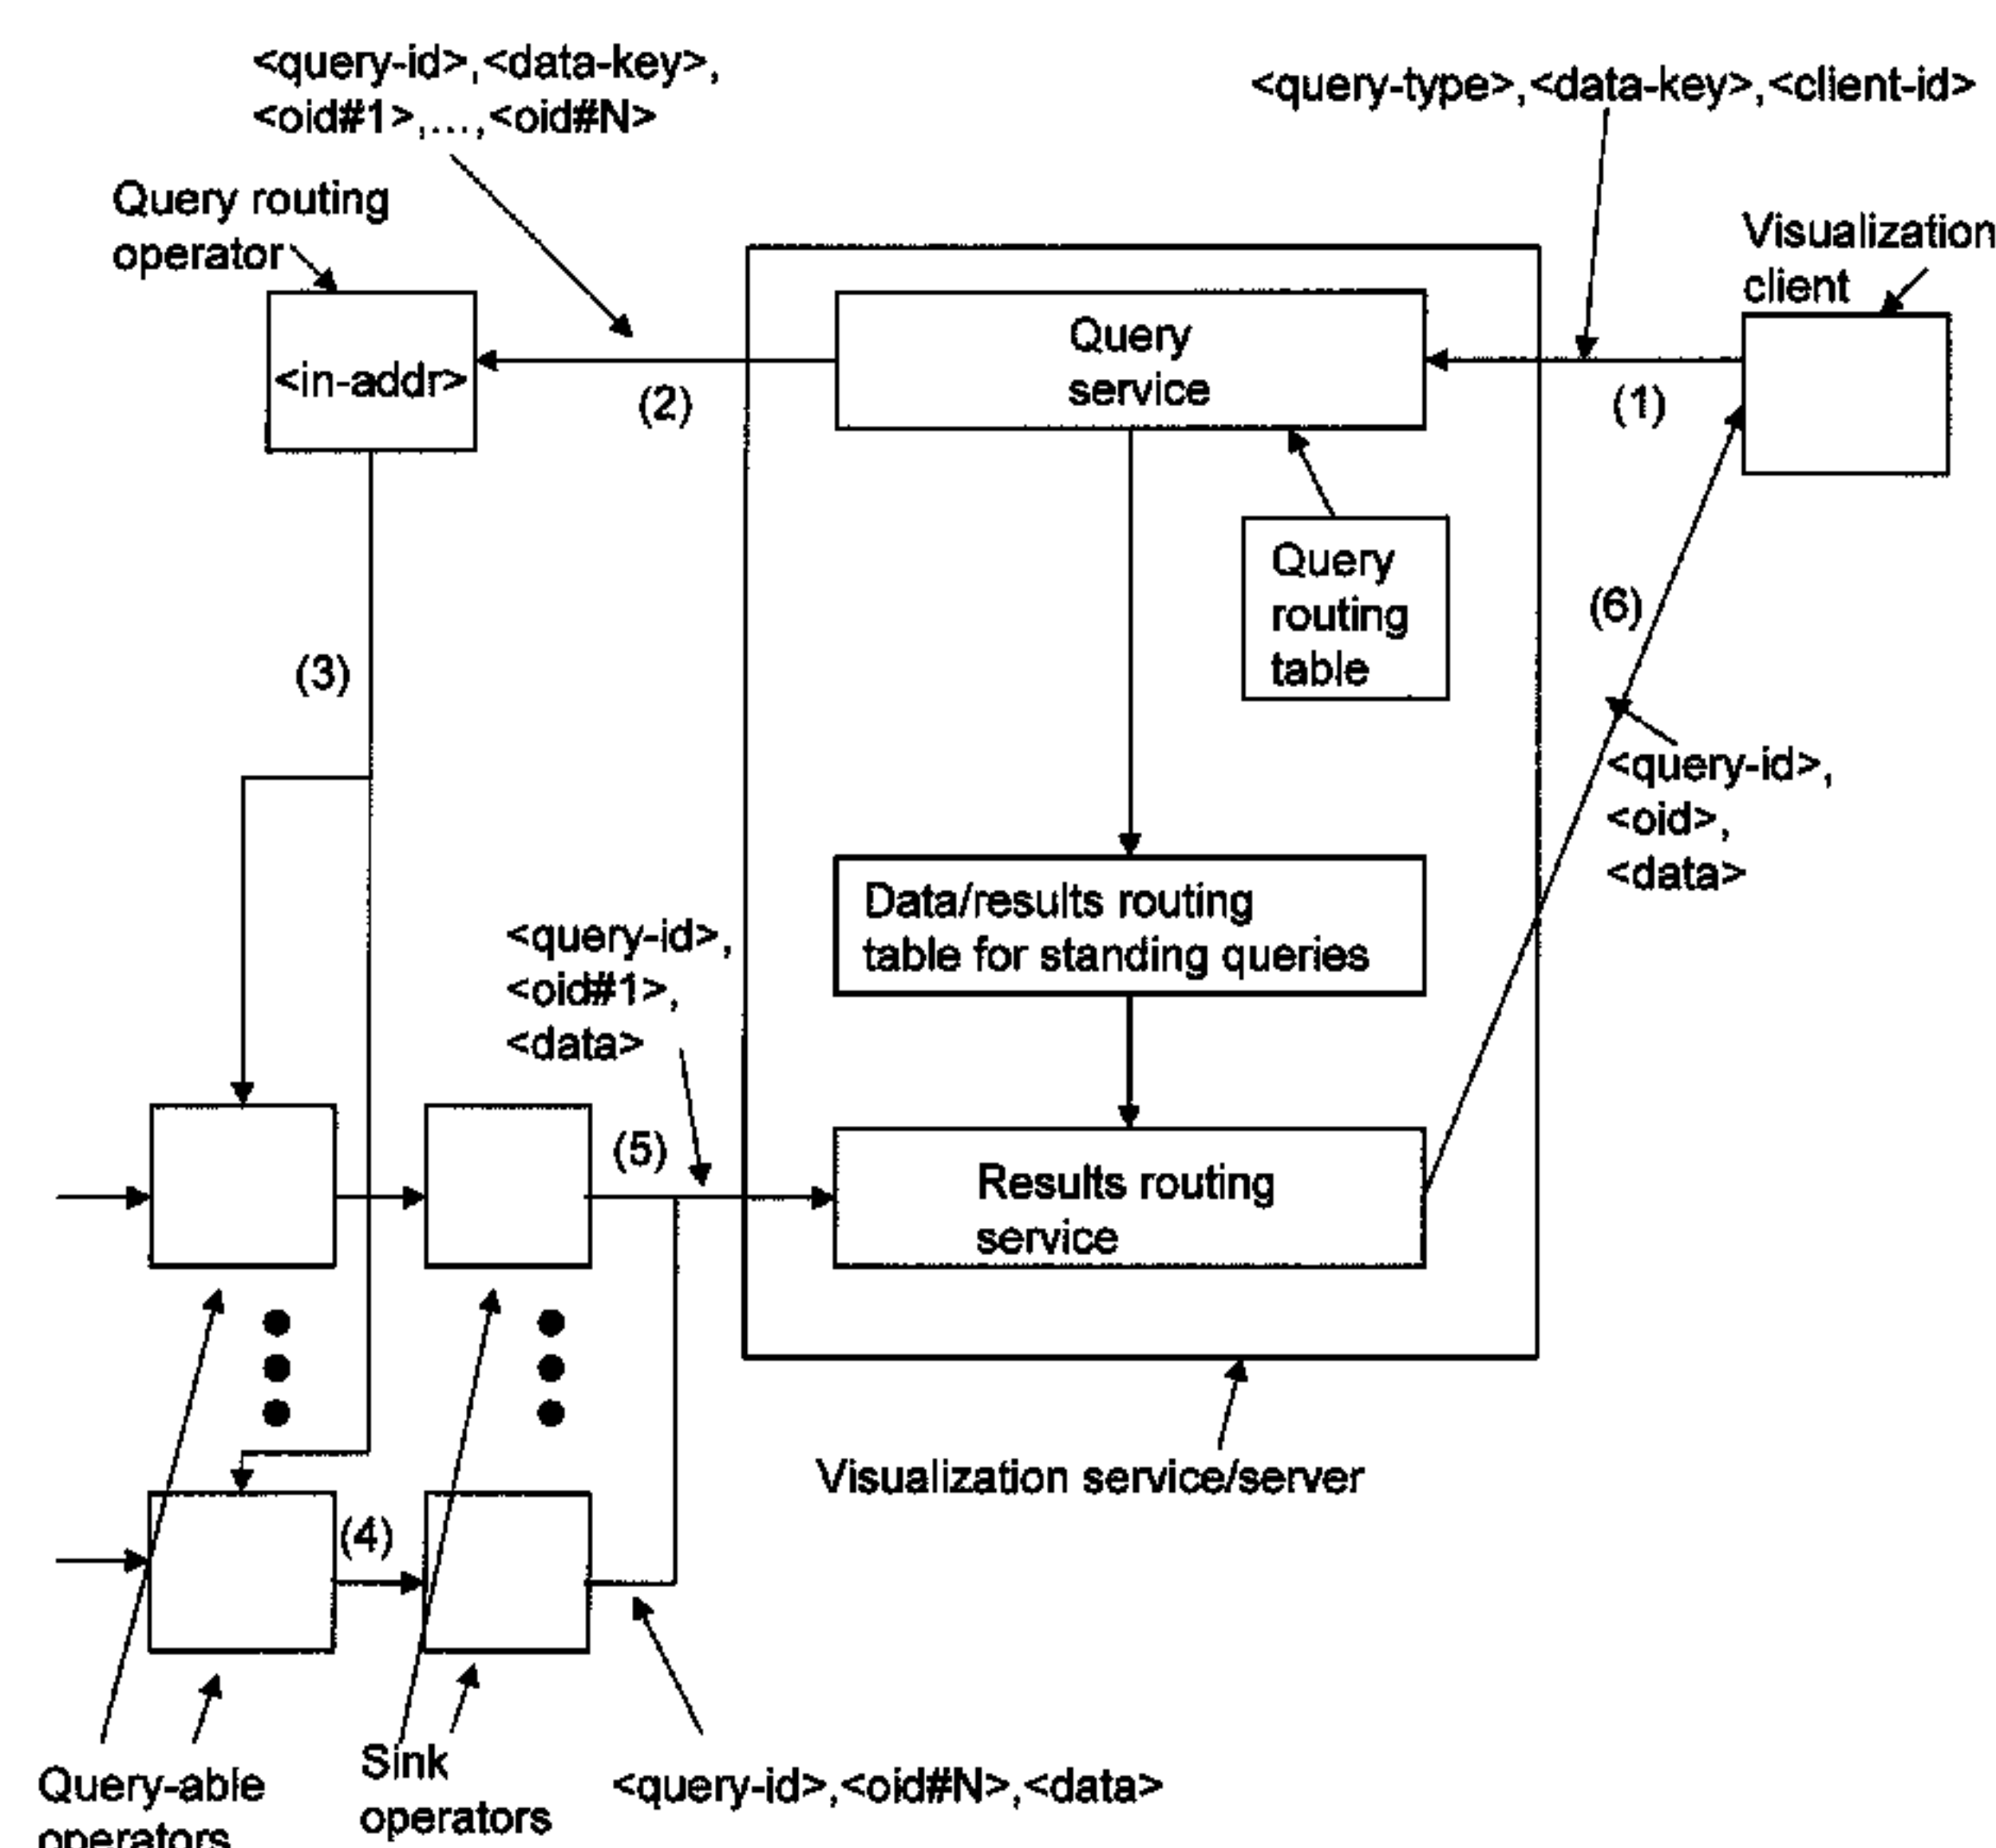 <query-id>,<data-key>,
<oid#1>,...,<oid#N>
<query-type>,<data-key>,<client-id>
Query routing
operator
Visualization
client
<in-addr>
(2)
Query
service
(1)
Query
routing
table
(3)
(6)
<query-id>,
<oid>,
<data>
Data/results routing
table for standing queries
<query-id>,
<oid#1>,
<data>
(5)
Results routing
service
Visualization service/server
(4)
Query-able
operators
Sink
operators
<query-id>,<oid#N>,<data>